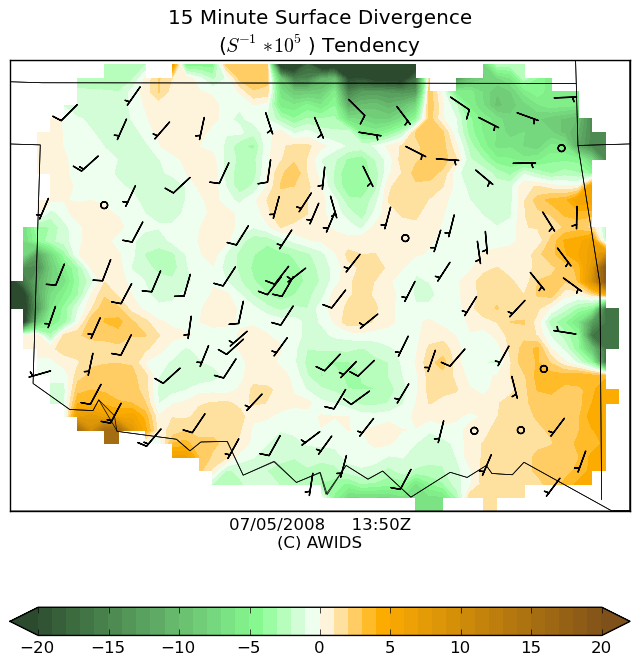 15 Minute Surface Divergence
(S⁻¹ *10⁵ ) Tendency
07/05/2008 13:50Z
(C) AWIDS
−20 −15 −10 −5 0 5 10 15 20